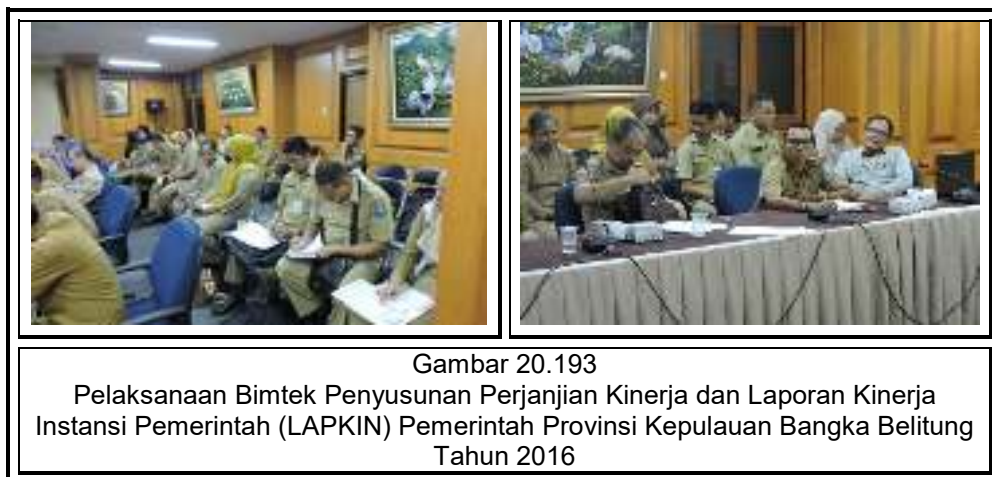 Gambar 20.193
Pelaksanaan Bimtek Penyusunan Perjanjian Kinerja dan Laporan Kinerja
Instansi Pemerintah (LAPKIN) Pemerintah Provinsi Kepulauan Bangka Belitung
Tahun 2016